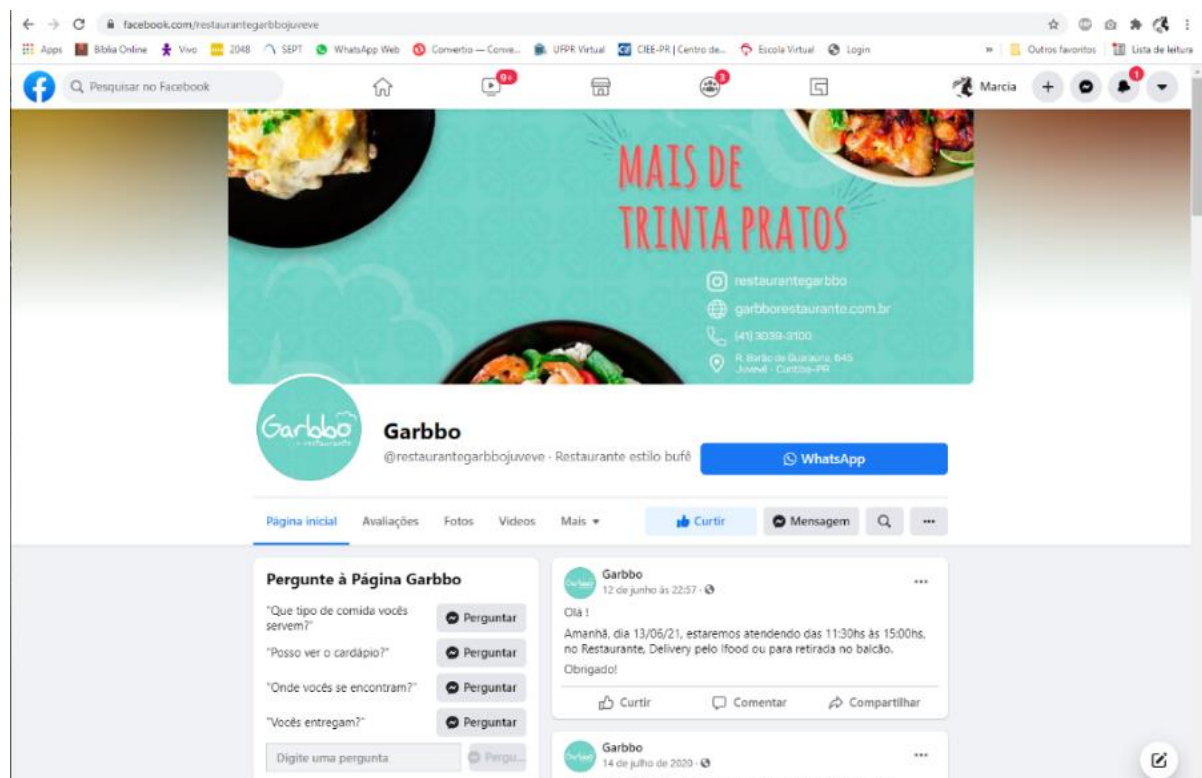 facebook.com/restaurantegarbbojuveve
Apps Bíblia Online Vivo 2048 SEPT WhatsApp Web Convertio — Conve... UFPR Virtual CIEE-PR | Centro de... Escola Virtual Login » Outros favoritos Lista de leitura
Pesquisar no Facebook 9+ 3 Marcia 1
MAIS DE
TRINTA PRATOS
restaurantegarbbo
garbborestaurante.com.br
(41) 3039-3100
R. Barão de Guaraúna, 645
Juvevê - Curitiba-PR
Garbbo
restaurante
Garbbo
@restaurantegarbbojuveve · Restaurante estilo bufê
WhatsApp
Página inicial Avaliações Fotos Vídeos Mais Curtir Mensagem
Pergunte à Página Garbbo
"Que tipo de comida vocês
servem?" Perguntar
"Posso ver o cardápio?" Perguntar
"Onde vocês se encontram?" Perguntar
"Vocês entregam?" Perguntar
Digite uma pergunta Pergu...
Garbbo
12 de junho às 22:57 ·
Olá !
Amanhã, dia 13/06/21, estaremos atendendo das 11:30hs às 15:00hs,
no Restaurante, Delivery pelo Ifood ou para retirada no balcão.
Obrigado!
Curtir Comentar Compartilhar
Garbbo
14 de julho de 2020 ·